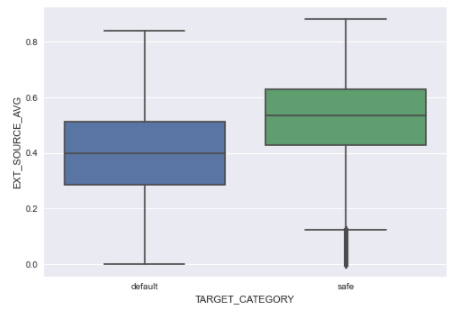 EXT_SOURCE_AVG
0.8
0.6
0.4
0.2
0.0
default safe
TARGET_CATEGORY